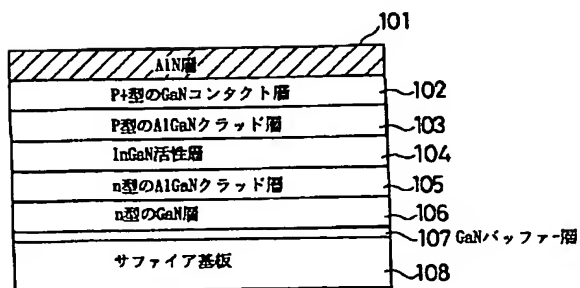 101
AlN層
P+型のGaNコンタクト層 102
P型のAlGaNクラッド層 103
InGaN活性層 104
n型のAlGaNクラッド層 105
n型のGaN層 106
107 GaNバッファー層
サファイア基板 108